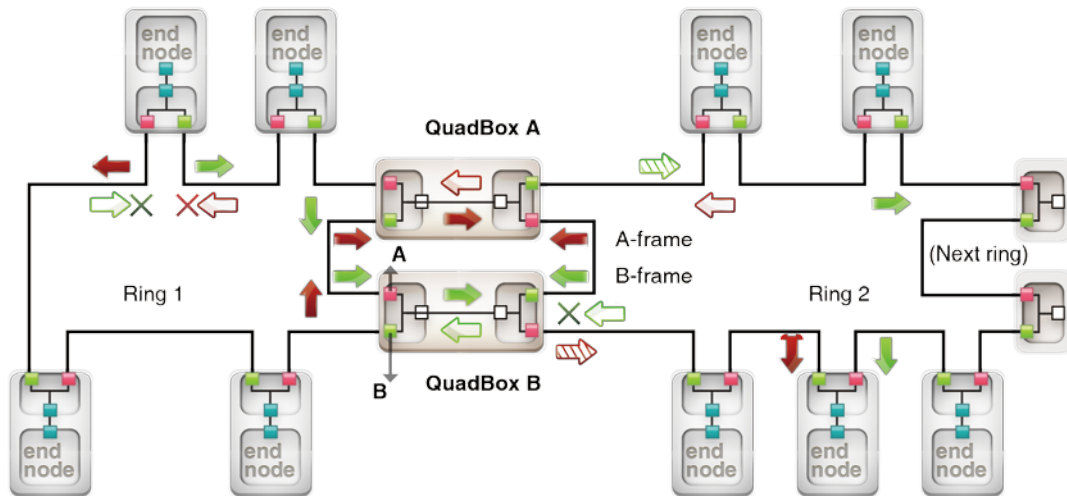 end
node
end
node
end
node
end
node
QuadBox A
A-frame
A
B-frame
(Next ring)
Ring 1
Ring 2
B
QuadBox B
end
node
end
node
end
node
end
node
end
node